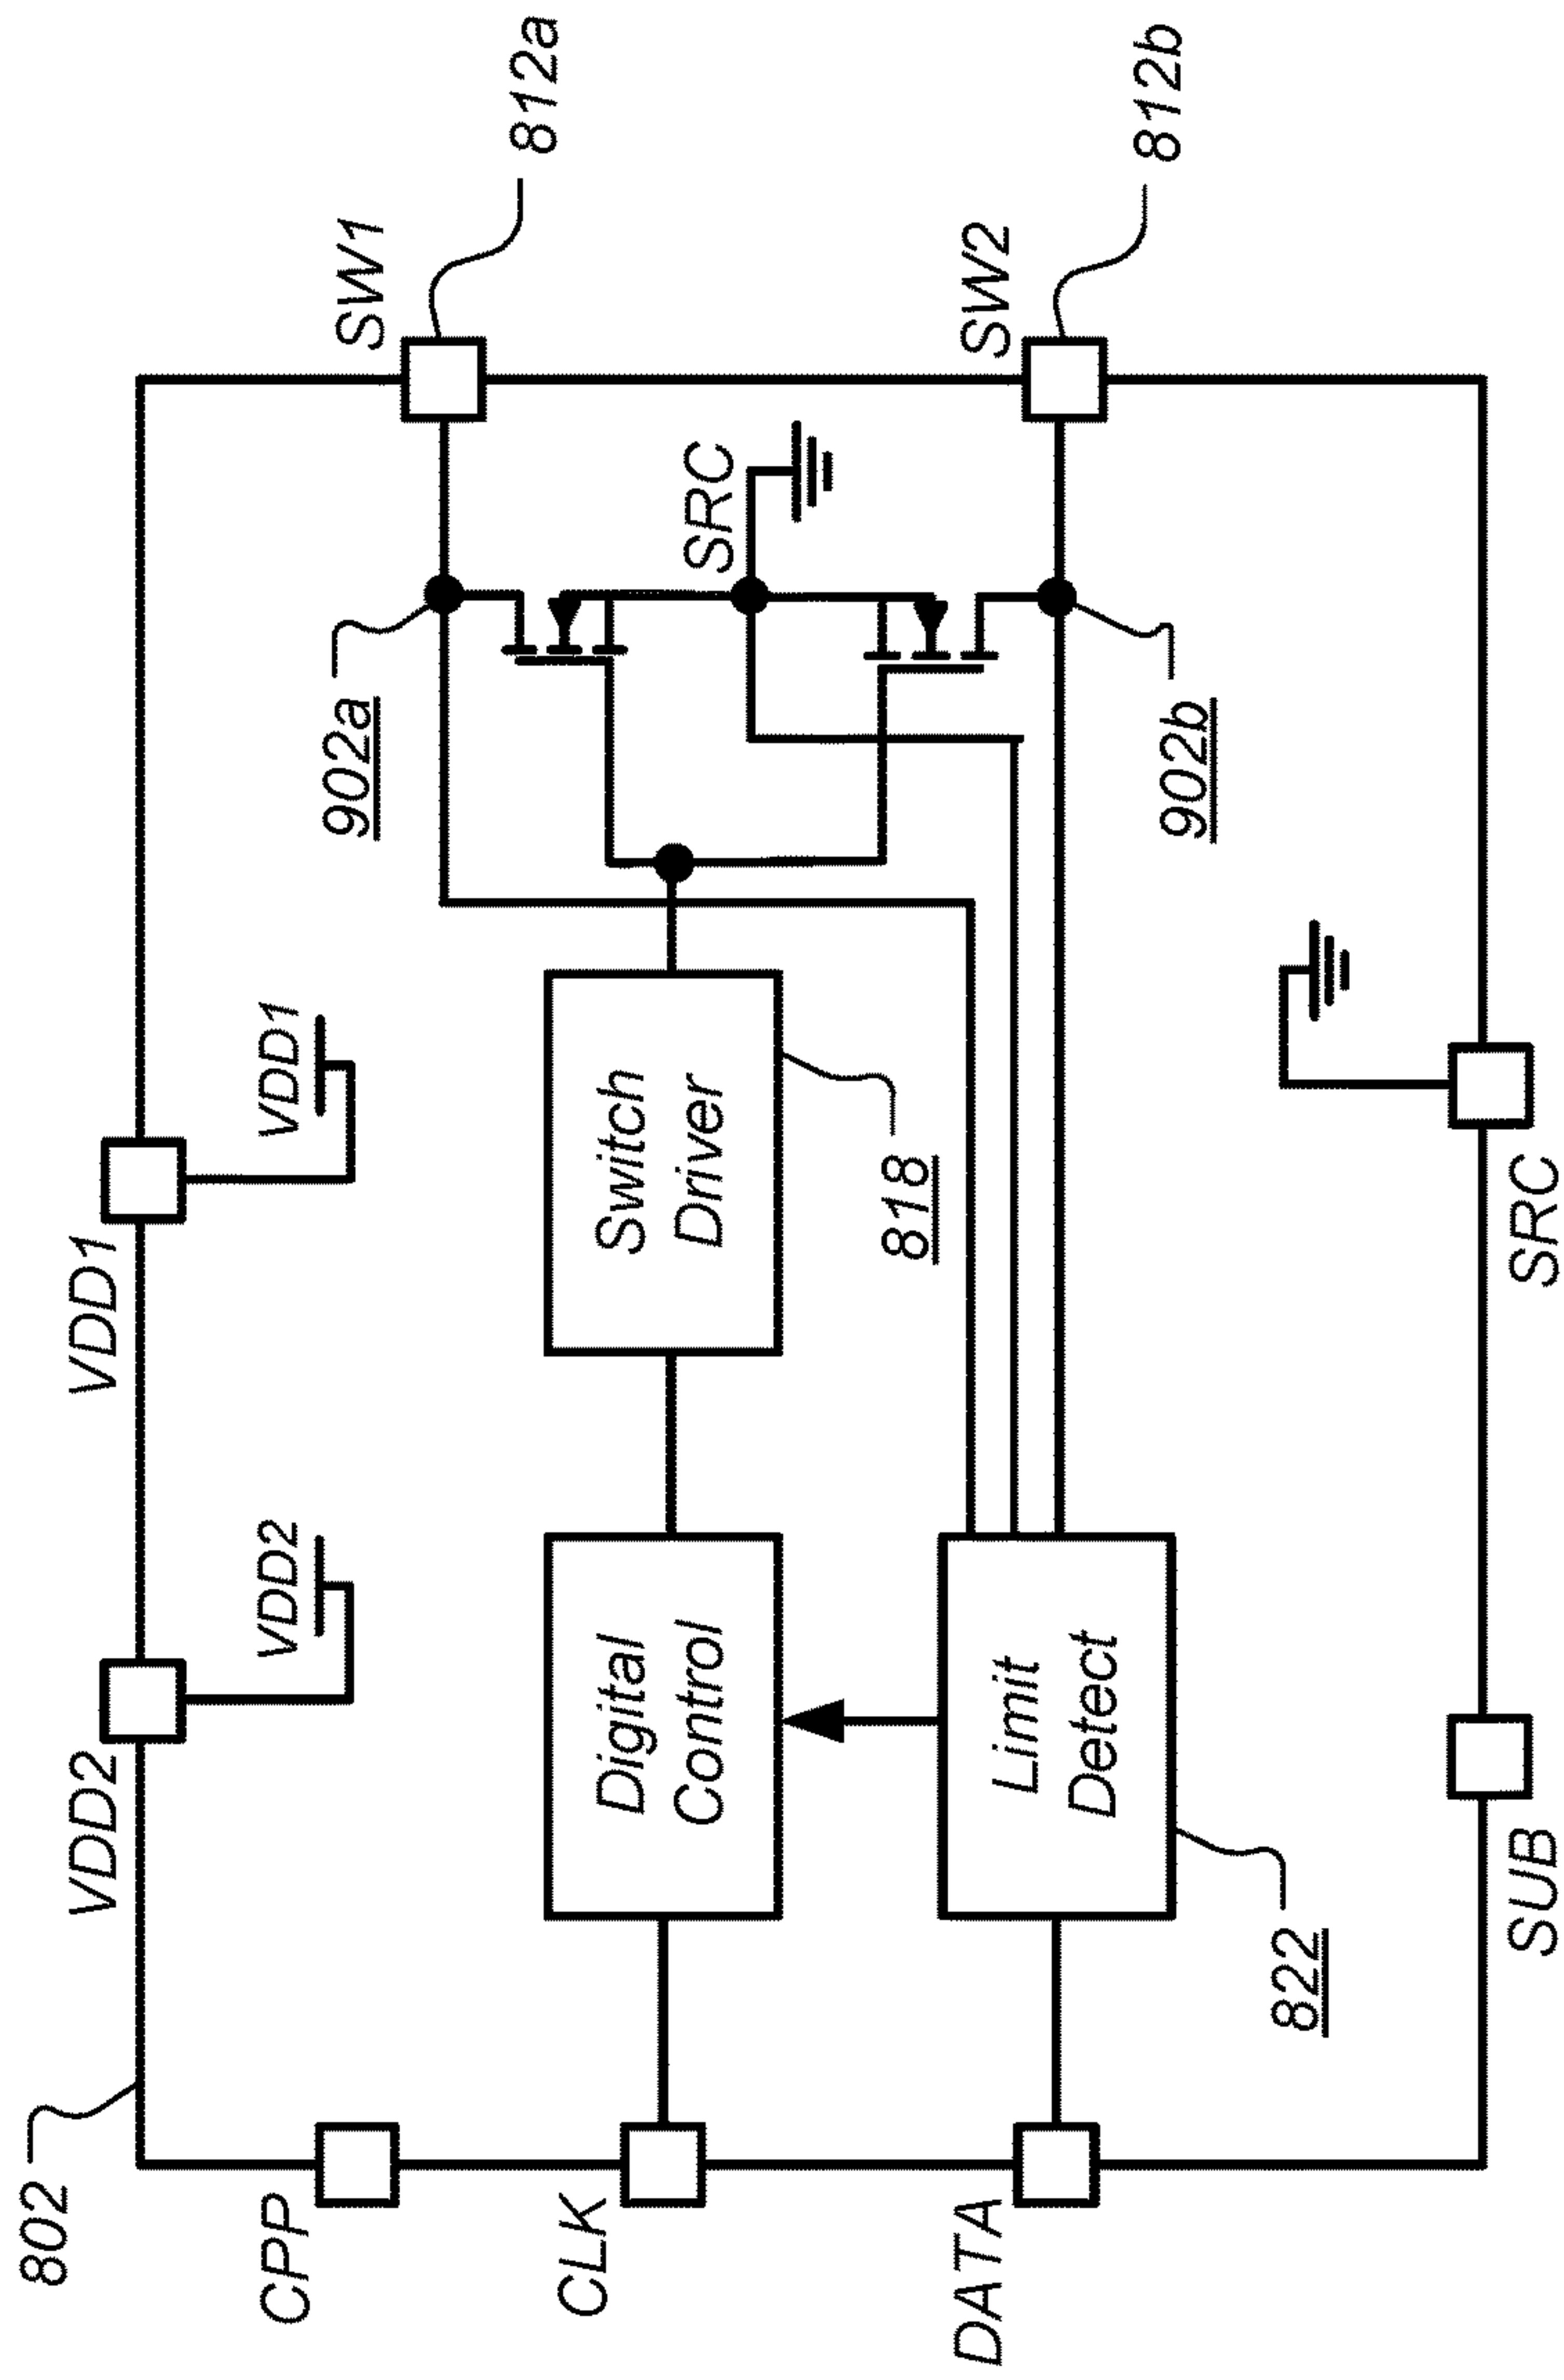 802
VDD2
VDD1
VDD2
VDD1
CPP
CLK
DATA
Digital
Control
Switch
Driver
818
Limit
Detect
822
902a
902b
SRC
SW1
812a
SW2
812b
SUB
SRC